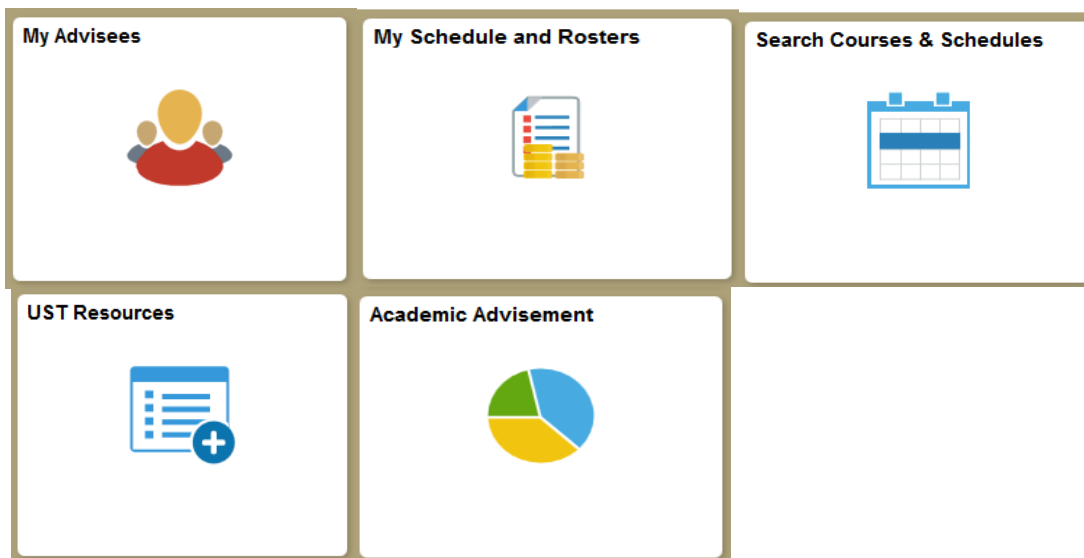 My Advisees
My Schedule and Rosters
Search Courses & Schedules
UST Resources
Academic Advisement